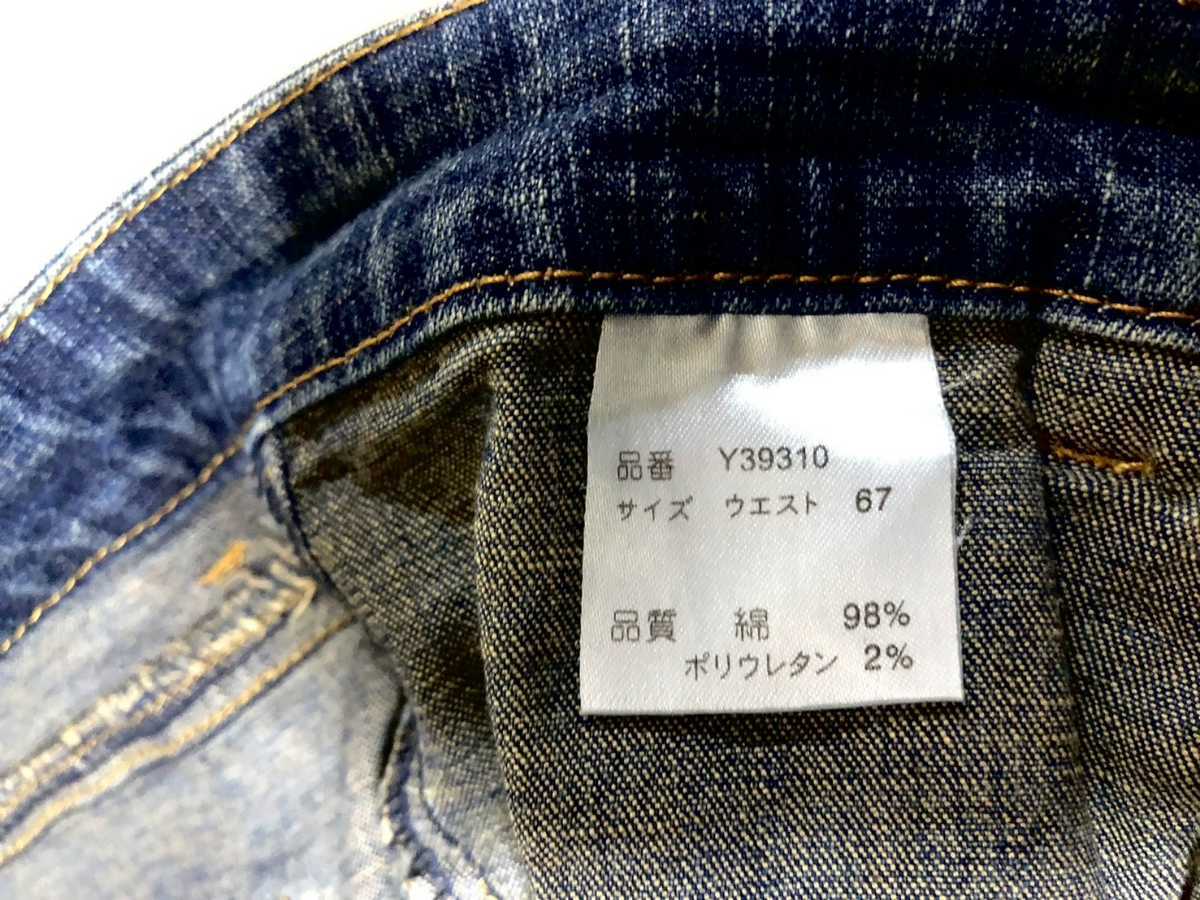 品番 Y39310
サイズ ウエスト 67
品質 綿 98%
ポリウレタン 2%